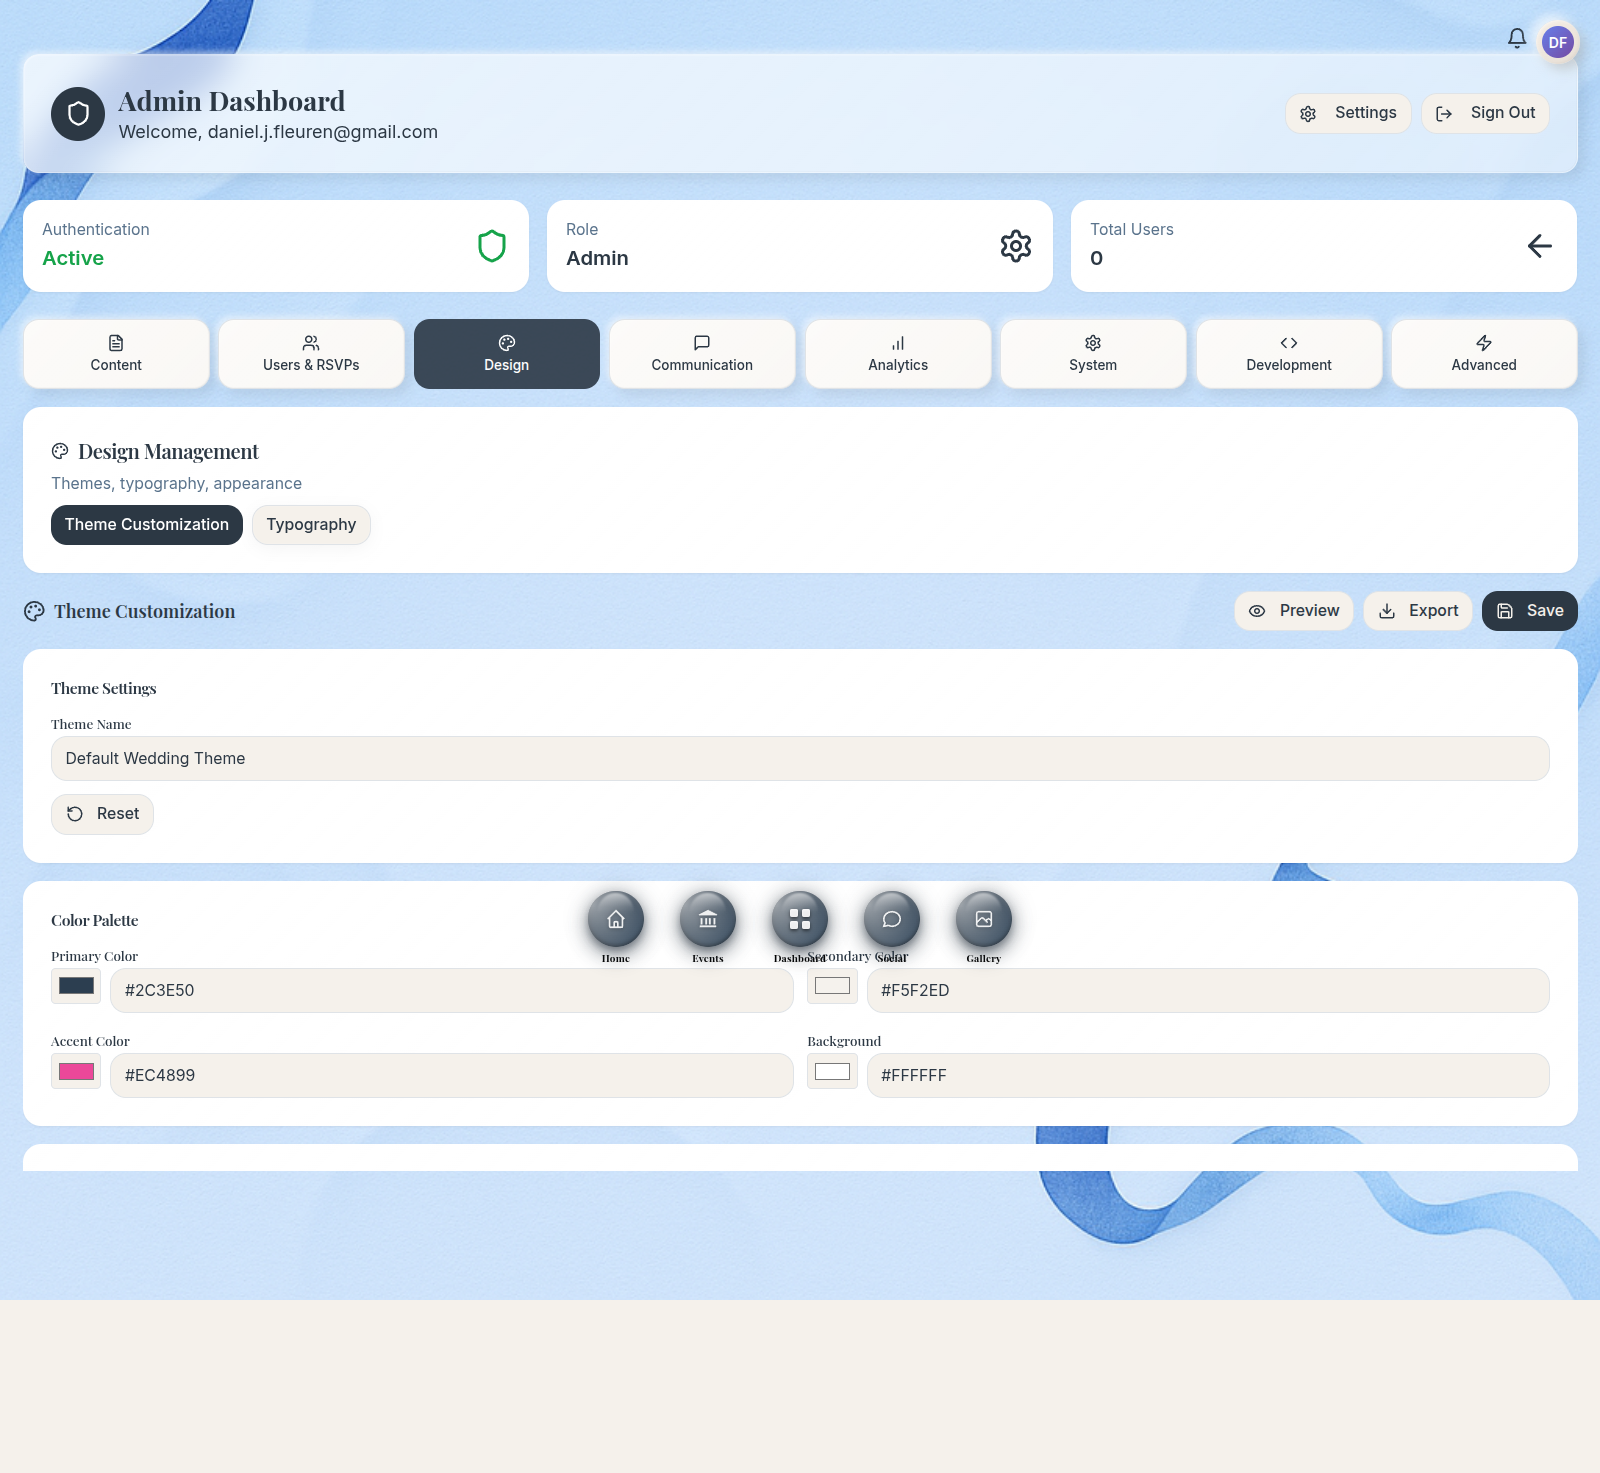 DF
Admin Dashboard
Welcome, daniel.j.fleuren@gmail.com
Settings
Sign Out
Authentication
Active
Role
Admin
Total Users
0
Content
Users & RSVPs
Design
Communication
Analytics
System
Development
Advanced
Design Management
Themes, typography, appearance
Theme Customization
Typography
Theme Customization
Preview
Export
Save
Theme Settings
Theme Name
Default Wedding Theme
Reset
Color Palette
Home
Events
Dashboard
Social
Gallery
Primary Color
Secondary Color
#2C3E50
#F5F2ED
Accent Color
Background
#EC4899
#FFFFFF